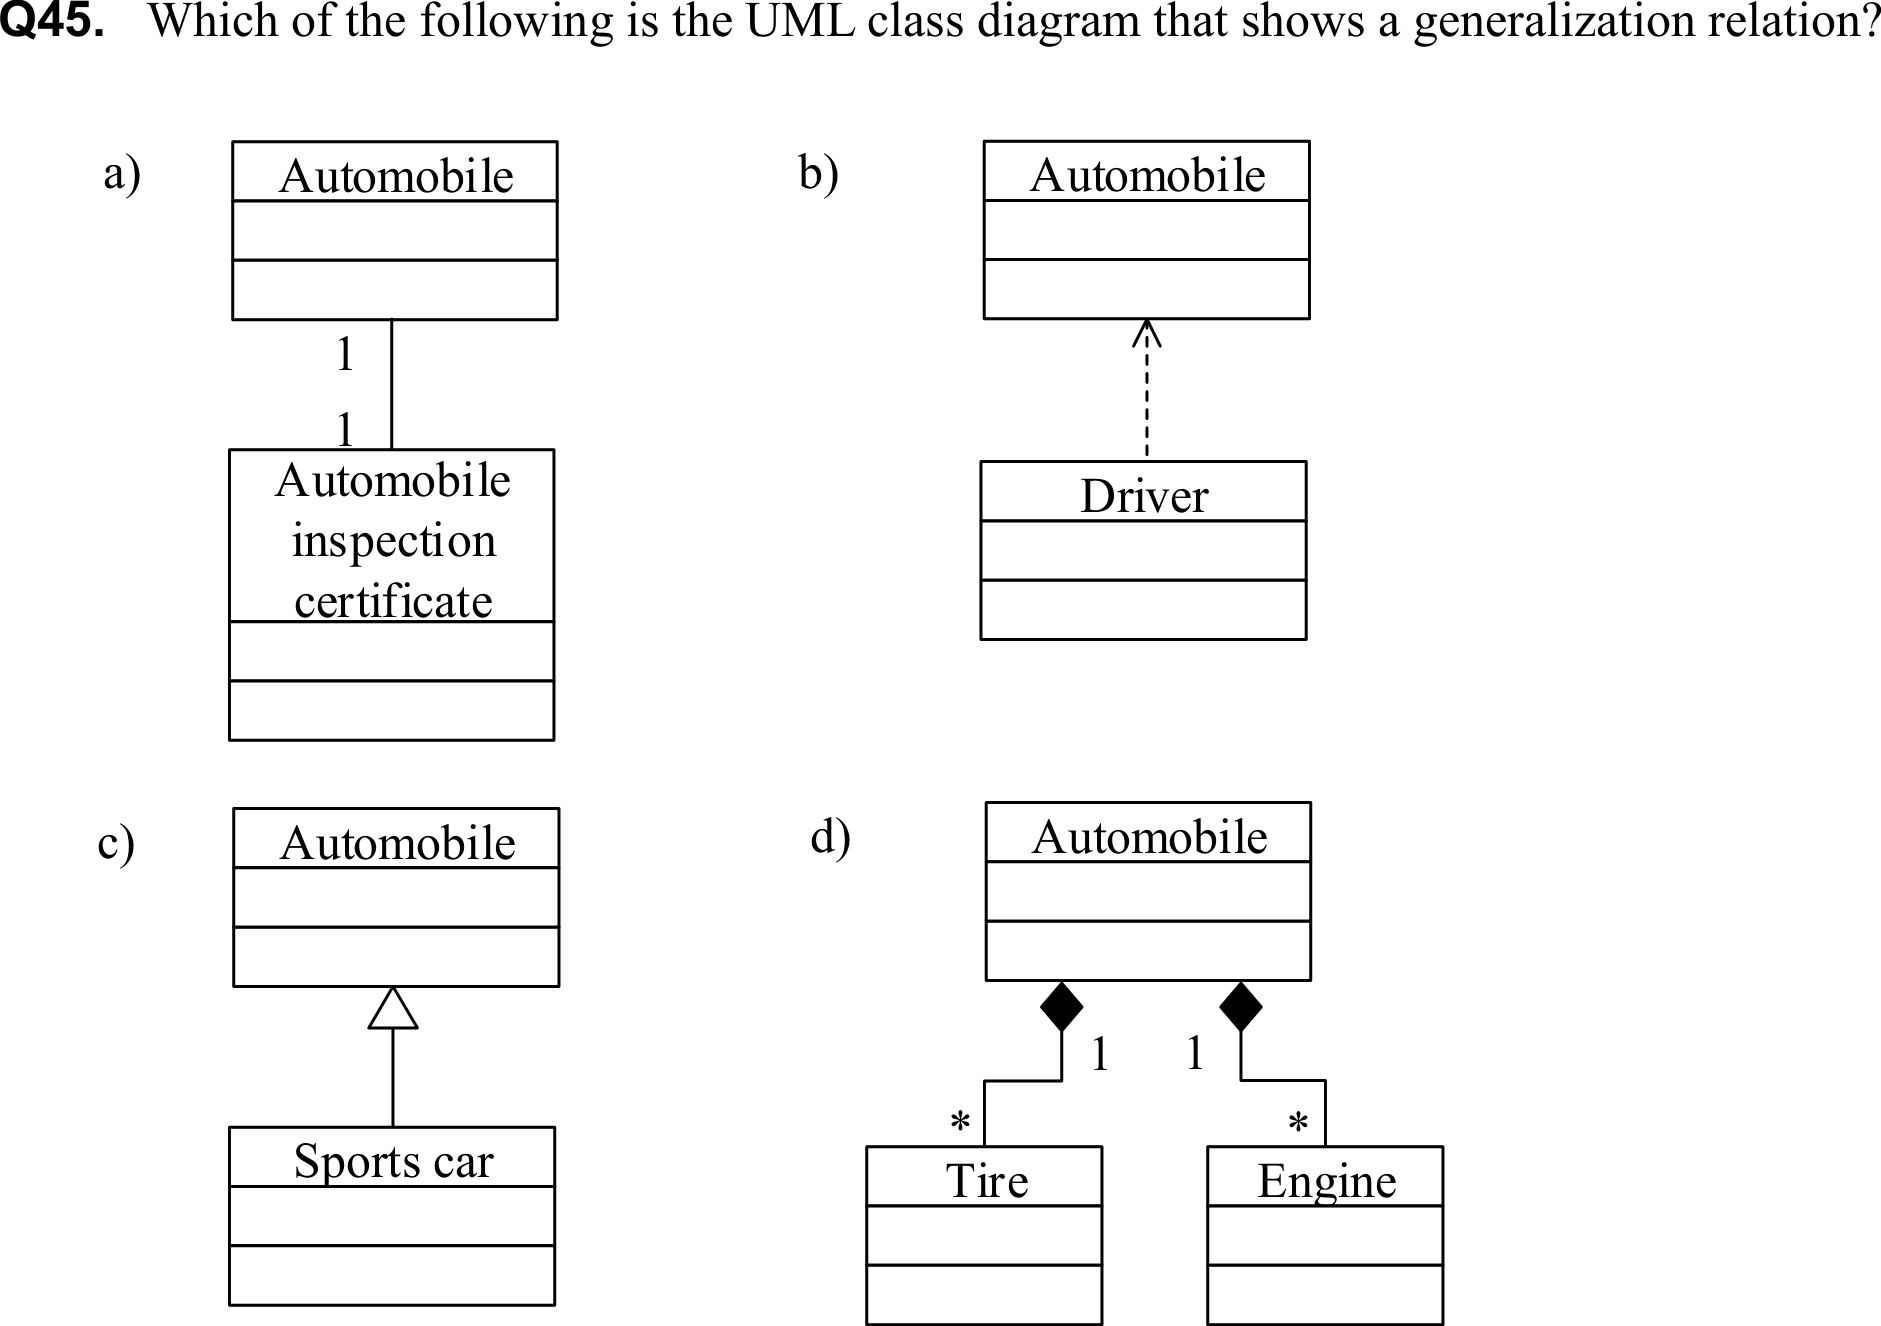 Q45. Which of the following is the UML class diagram that shows a generalization relation?
a)
Automobile
1
1
Automobile
inspection
certificate
b)
Automobile
Driver
c)
Automobile
Sports car
d)
Automobile
1
1
*
*
Tire
Engine